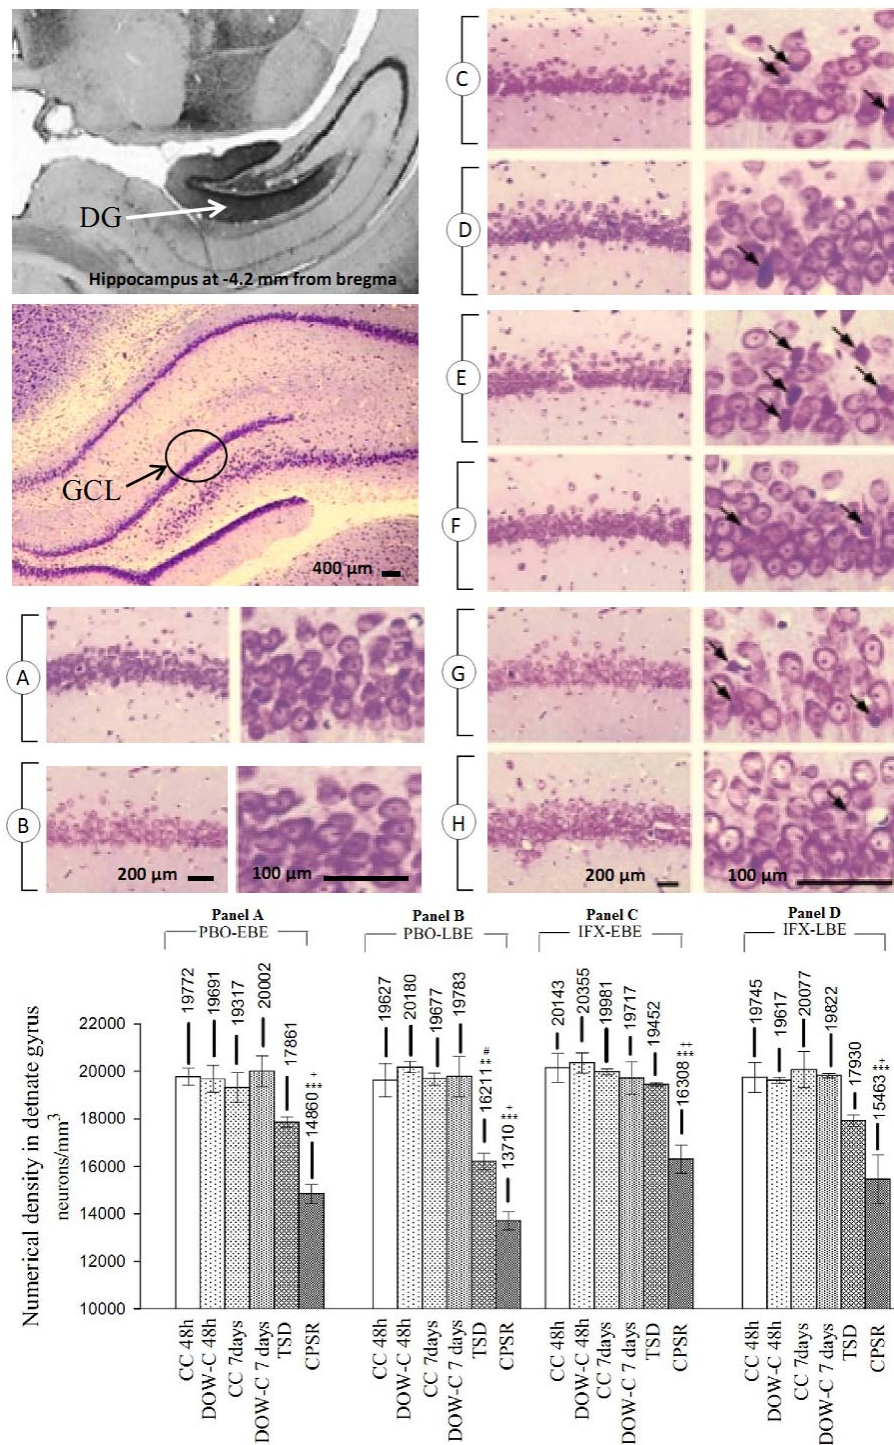 DG
Hippocampus at -4.2 mm from bregma
GCL
400 µm
A
B
200 µm
100 µm
C
D
E
F
G
H
200 µm
100 µm
Panel A
PBO-EBE
Panel B
PBO-LBE
Panel C
IFX-EBE
Panel D
IFX-LBE
Numerical density in detnate gyrus
neurons/mm³
22000
20000
18000
16000
14000
12000
10000
19772
19691
19317
20002
17861
14860 *** +
19627
20180
19677
19783
16211 ** #
13710 *** +
20143
20355
19981
19717
19452
16308 *** ++
19745
19617
20077
19822
17930
15463 *** ++
CC 48h
DOW-C 48h
CC 7days
DOW-C 7 days
TSD
CPSR
CC 48h
DOW-C 48h
CC 7days
DOW-C 7 days
TSD
CPSR
CC 48h
DOW-C 48h
CC 7days
DOW-C 7 days
TSD
CPSR
CC 48h
DOW-C 48h
CC 7days
DOW-C 7 days
TSD
CPSR